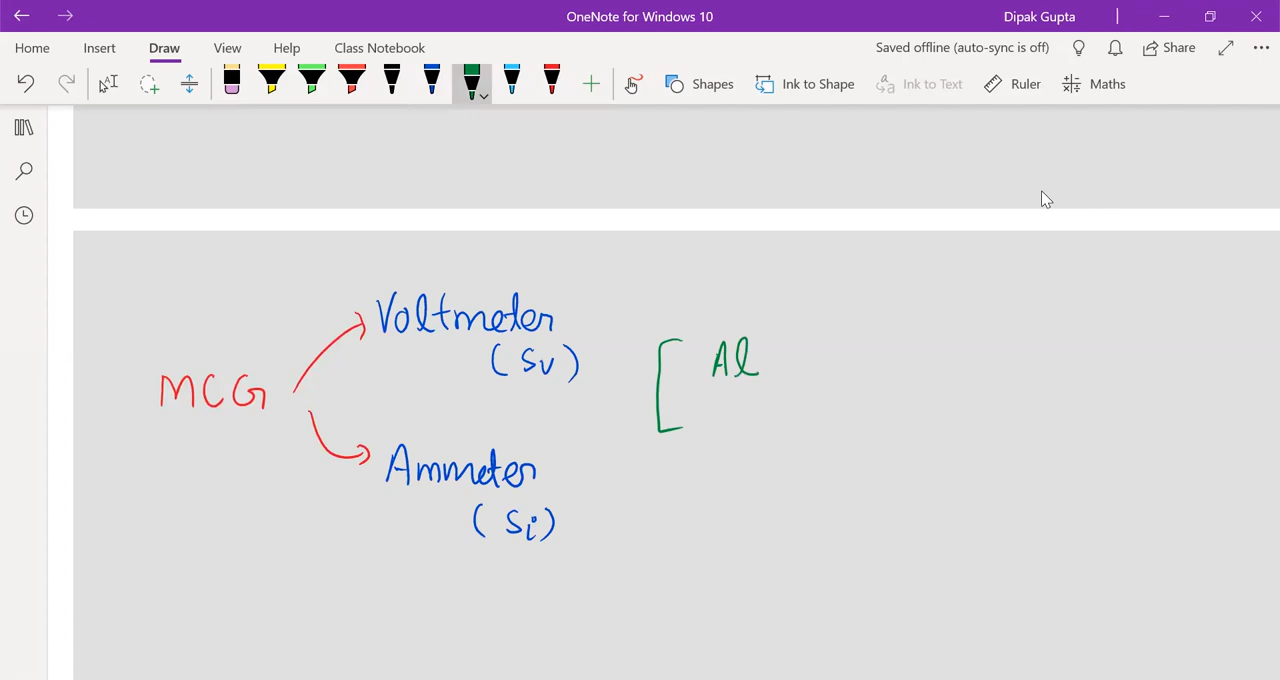 OneNote for Windows 10
Dipak Gupta
Home Insert Draw View Help Class Notebook
Saved offline (auto-sync is off) Share
Shapes Ink to Shape Ink to Text Ruler Maths
Voltmeter
(Sv)
Al
MCG
Ammeter
(Si)